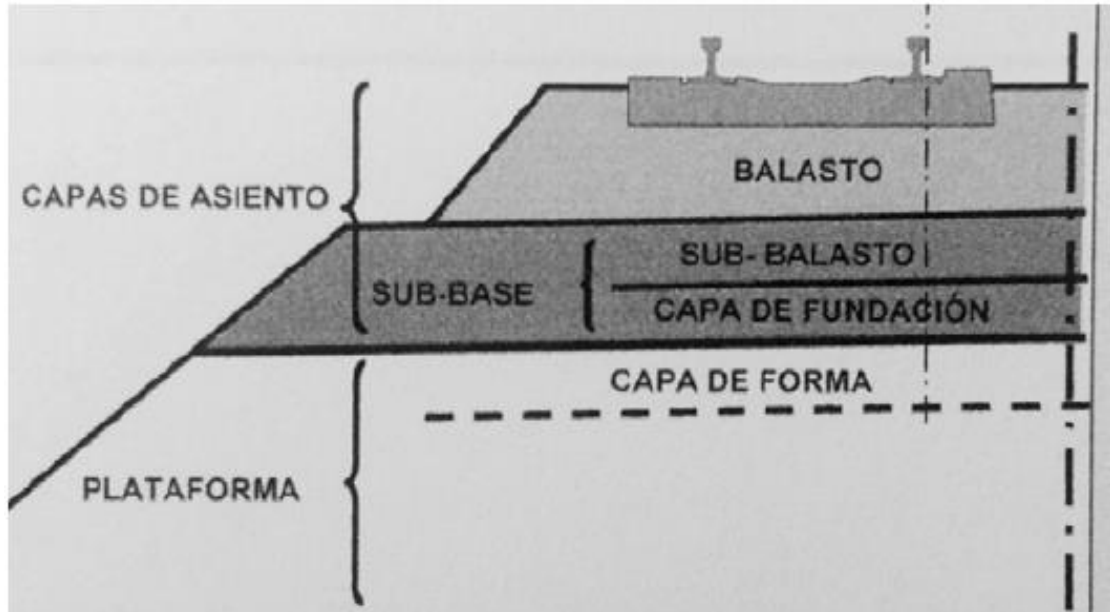 BALASTO
CAPAS DE ASIENTO
SUB-BALASTO
SUB-BASE
CAPA DE FUNDACIÓN
CAPA DE FORMA
PLATAFORMA